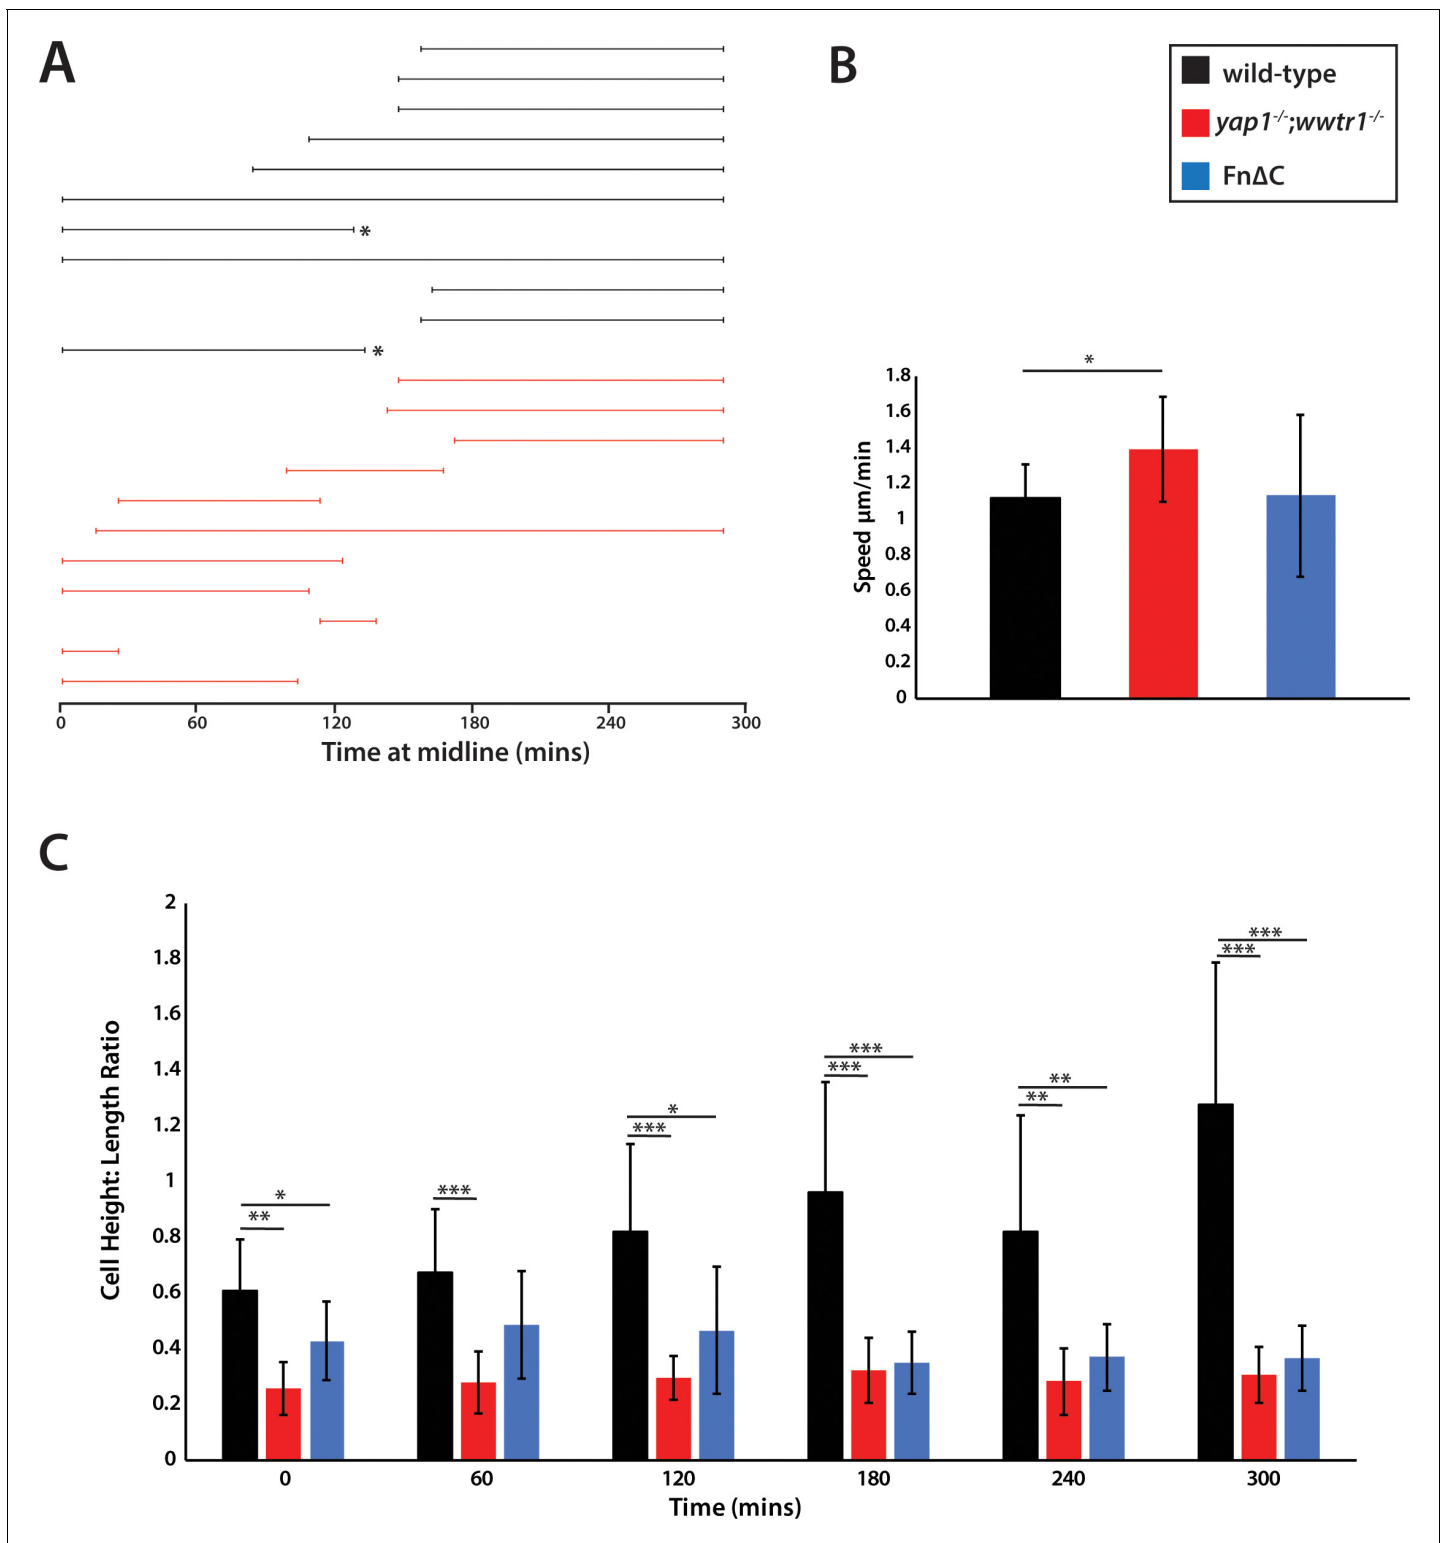 A
*
*
0 60 120 180 240 300
Time at midline (mins)
B
wild-type
yap1-/-;wwtr1-/-
FnΔC
*
1.8
1.6
1.4
1.2
1
0.8
0.6
0.4
0.2
0
Speed μm/min
C
2
1.8
1.6
1.4
1.2
1
0.8
0.6
0.4
0.2
0
Cell Height: Length Ratio
*
**
***
*
***
***
***
**
**
***
***
0 60 120 180 240 300
Time (mins)